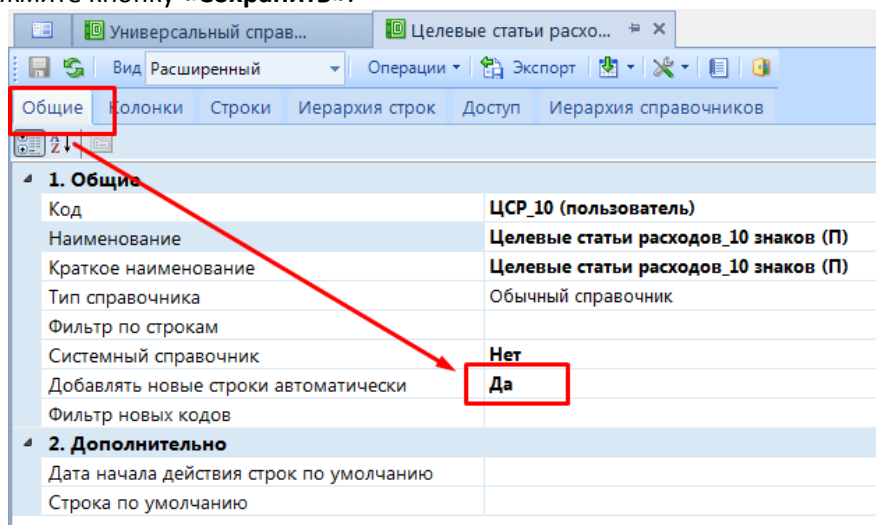 жмите кнопку «Сохранить».
Универсальный справ... Целевые статьи расхо...
Вид Расширенный Операции Экспорт
Общие Колонки Строки Иерархия строк Доступ Иерархия справочников
1. Общие
Код ЦСР_10 (пользователь)
Наименование Целевые статьи расходов_10 знаков (П)
Краткое наименование Целевые статьи расходов_10 знаков (П)
Тип справочника Обычный справочник
Фильтр по строкам
Системный справочник Нет
Добавлять новые строки автоматически Да
Фильтр новых кодов
2. Дополнительно
Дата начала действия строк по умолчанию
Строка по умолчанию